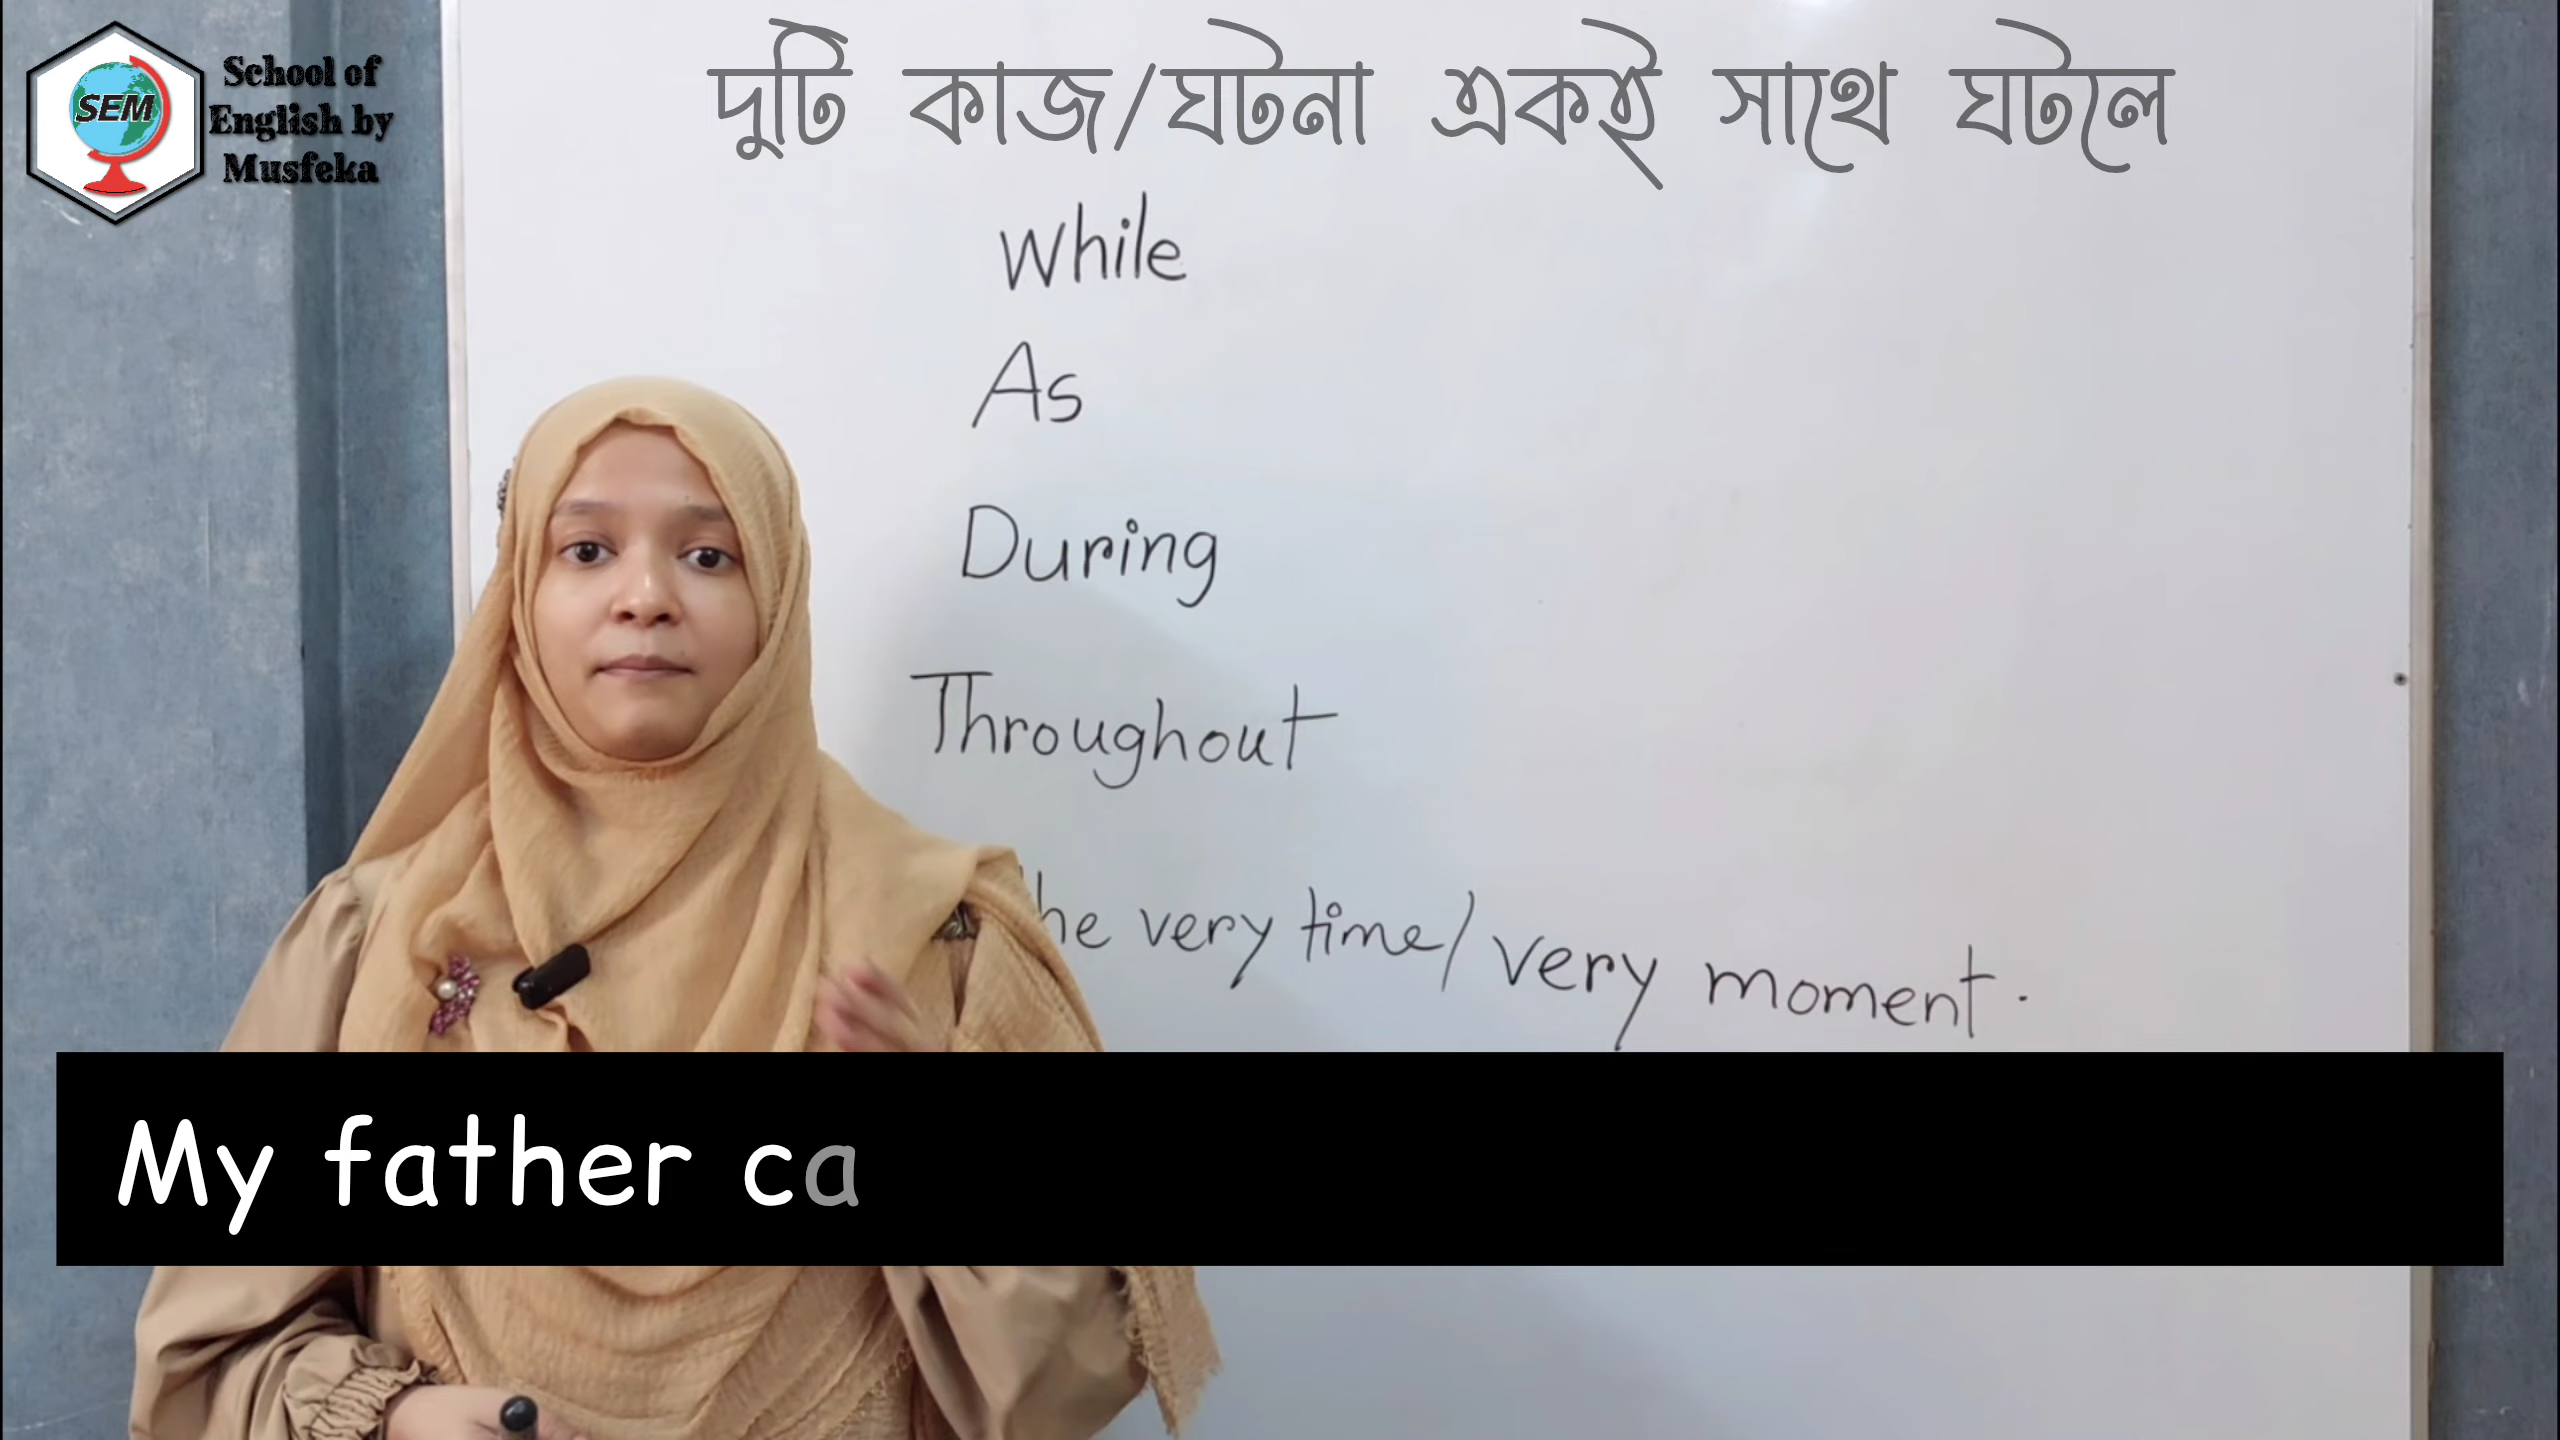 দুটি কাজ/ঘটনা একই সাথে ঘটলে
SEM
School of
English by
Musfeka
While
As
During
Throughout
very time/very moment.
My father ca